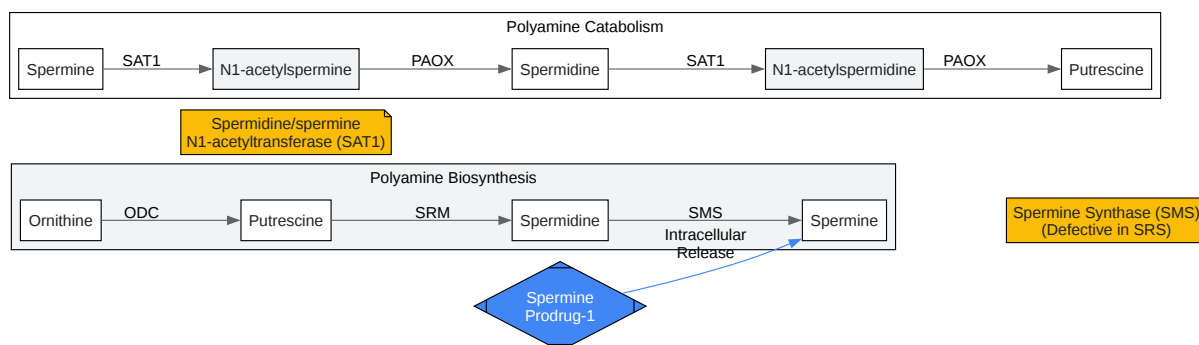 Polyamine Catabolism
SAT1
PAOX
SAT1
PAOX
Spermine
N1-acetylspermine
Spermidine
N1-acetylspermidine
Putrescine
Spermidine/spermine
N1-acetyltransferase (SAT1)
Polyamine Biosynthesis
ODC
SRM
SMS
Ornithine
Putrescine
Spermidine
Spermine
Intracellular
Release
Spermine Synthase (SMS)
(Defective in SRS)
Spermine
Prodrug-1